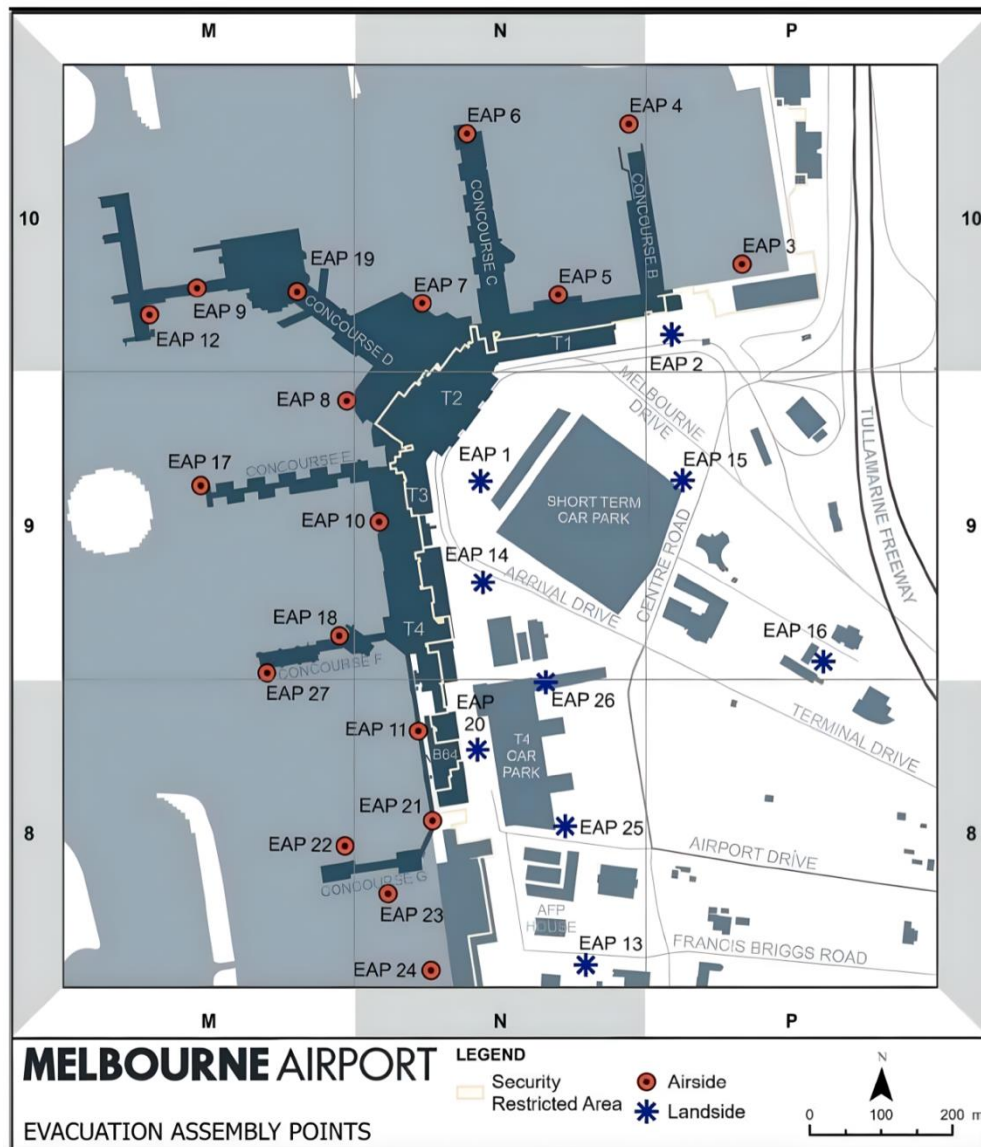 M N P
EAP 6
EAP 4
CONCOURSE C
CONCOURSE B
10 10
EAP 3
EAP 19
EAP 7
EAP 5
EAP 9
CONCOURSE D
EAP 12
T1
EAP 2
MELBOURNE
DRIVE
EAP 8
T2
TULLAMARINE FREEWAY
EAP 1
EAP 15
EAP 17
CONCOURSE E
T3
SHORT TERM
CAR PARK
9 9
EAP 10
EAP 14
ARRIVAL DRIVE
CENTRE ROAD
EAP 18
T4
EAP 16
CONCOURSE F
EAP 27
EAP
20
EAP 26
TERMINAL DRIVE
EAP 11
B64
T4
CAR
PARK
EAP 21
EAP 25
8 8
EAP 22
AIRPORT DRIVE
CONCOURSE G
EAP 23
AFP
HOUSE
EAP 13
FRANCIS BRIGGS ROAD
EAP 24
M N P
MELBOURNE AIRPORT
EVACUATION ASSEMBLY POINTS
LEGEND
Security
Restricted Area
Airside
Landside
N
0 100 200 m